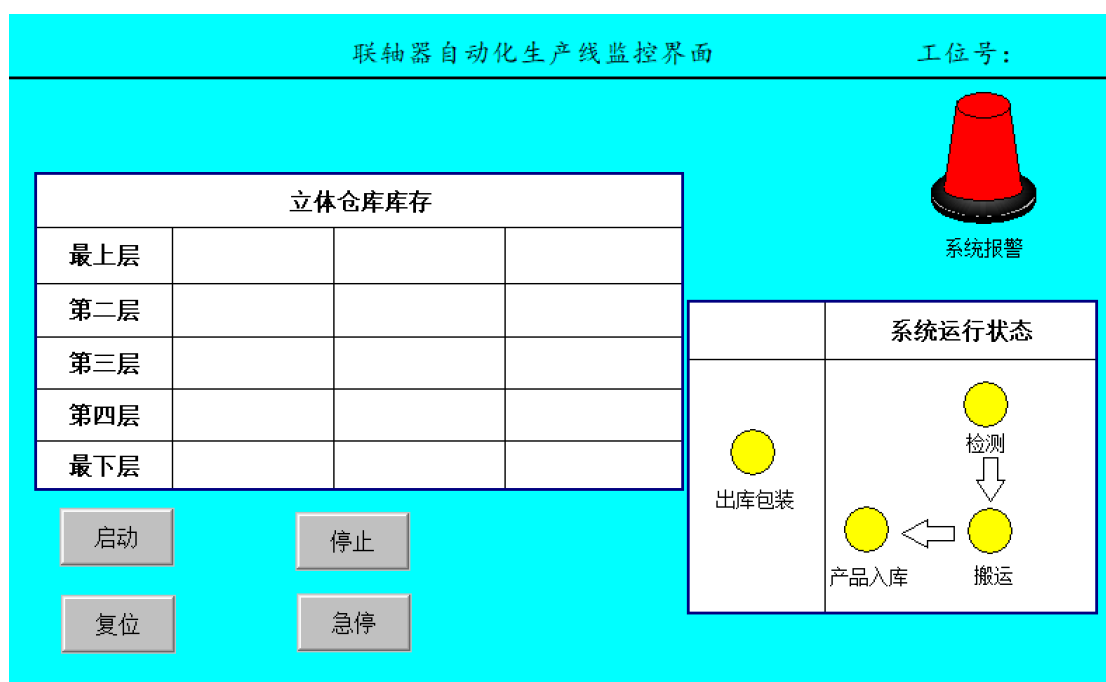 联轴器自动化生产线监控界面 工位号：
系统报警
立体仓库库存
最上层
第二层
第三层
第四层
最下层
系统运行状态
检测
出库包装
产品入库 搬运
启动 停止
复位 急停